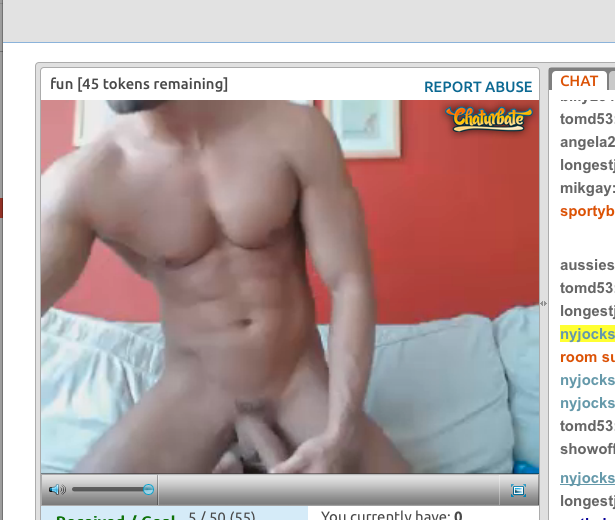 fun [45 tokens remaining]
REPORT ABUSE
Chaturbate
CHAT
tomd53
angela2
longestj
mikgay:
sportyb
aussies
tomd53
longestj
nyjocks
room su
nyjocks
nyjocks
tomd53
showoff
nyjocks
longestj
Received / Goal 5 / 50 (55)
You currently have: 0